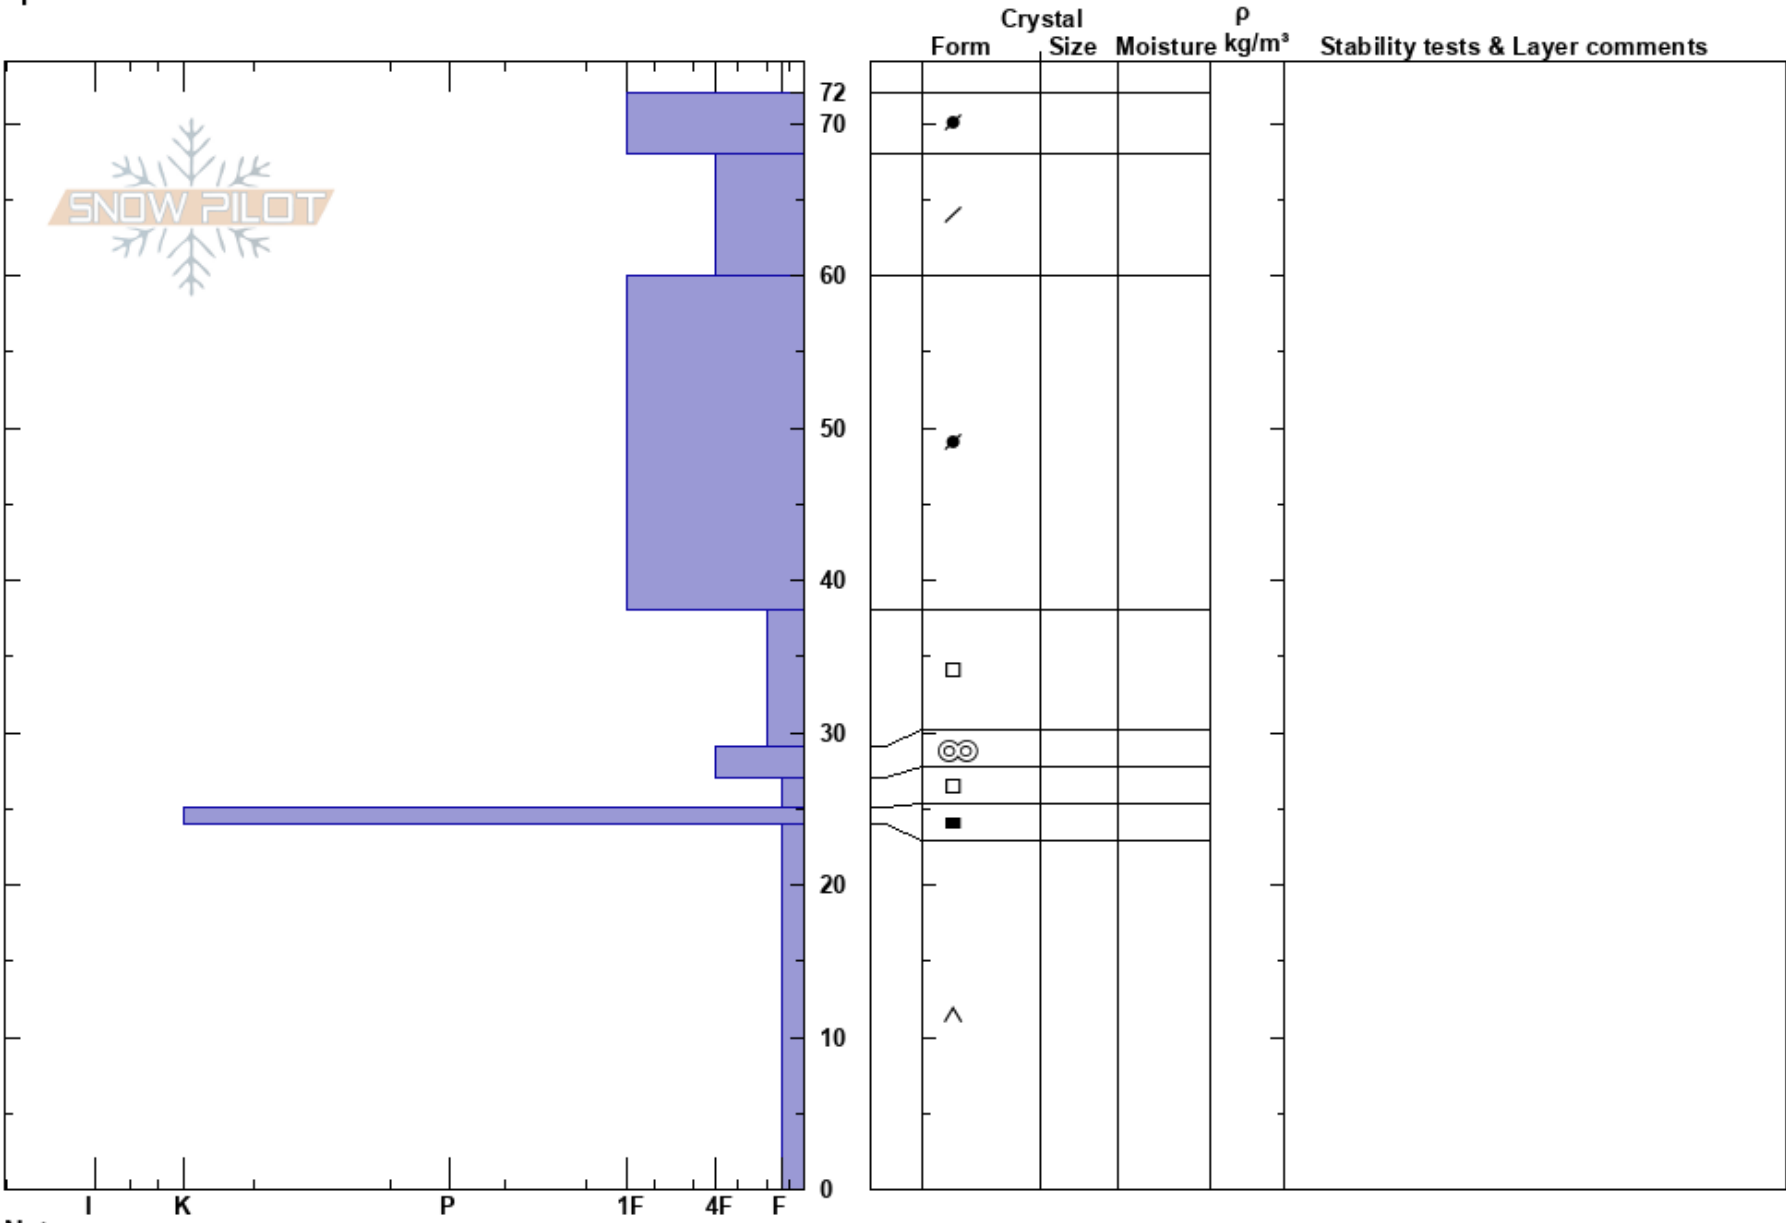 Crystal
ρ
Form Size Moisture kg/m³ Stability tests & Layer comments
72
70
SNOW PILOT
60
50
40
30
20
10
0
I K P 1F 4F F